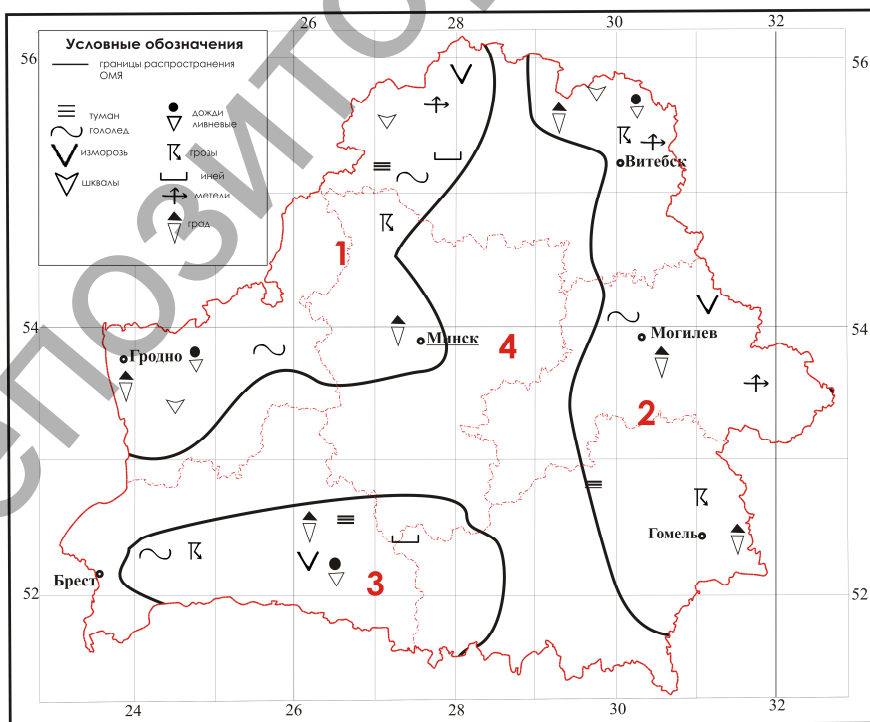 26
28
30
32
56
56
Условные обозначения
границы распространения
ОМЯ
туман
гололед
изморозь
шквалы
дожди
ливневые
грозы
иней
метели
град
Витебск
1
54
54
Минск
4
Могилев
Гродно
2
Гомель
Брест
3
52
52
24
26
28
30
32